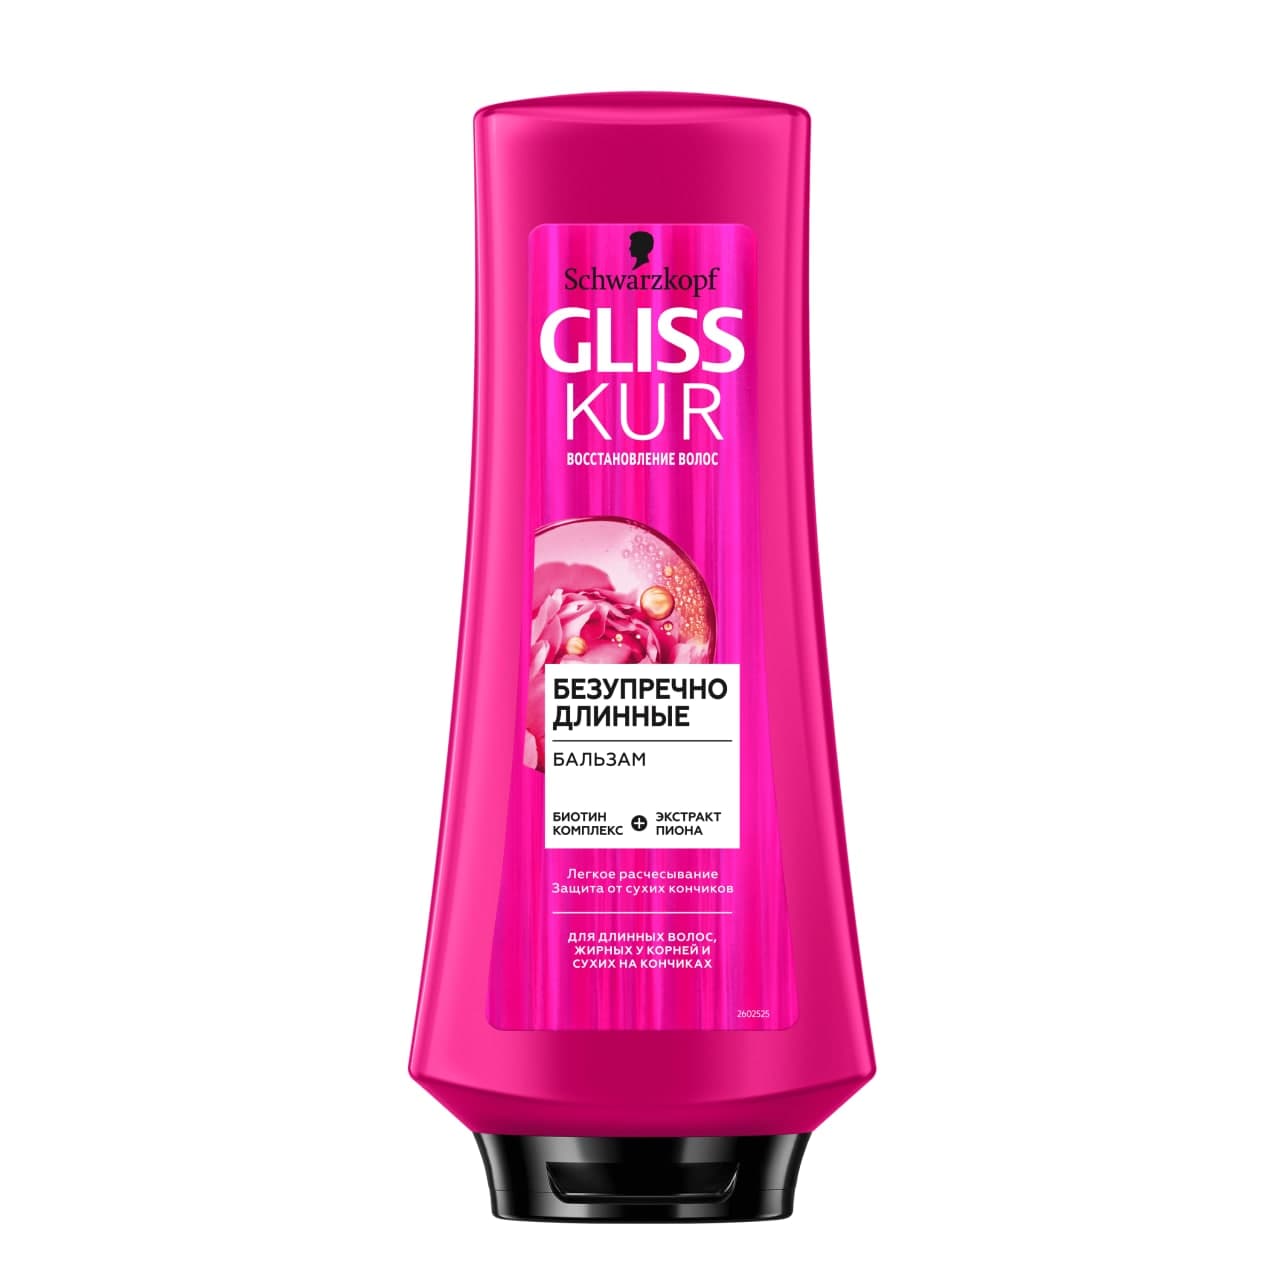 Schwarzkopf
GLISS
KUR
ВОССТАНОВЛЕНИЕ ВОЛОС
БЕЗУПРЕЧНО
ДЛИННЫЕ
БАЛЬЗАМ
БИОТИН
КОМПЛЕКС
+
ЭКСТРАКТ
ПИОНА
Легкое расчесывание
Защита от сухих кончиков
ДЛЯ ДЛИННЫХ ВОЛОС,
ЖИРНЫХ У КОРНЕЙ И
СУХИХ НА КОНЧИКАХ
2602525